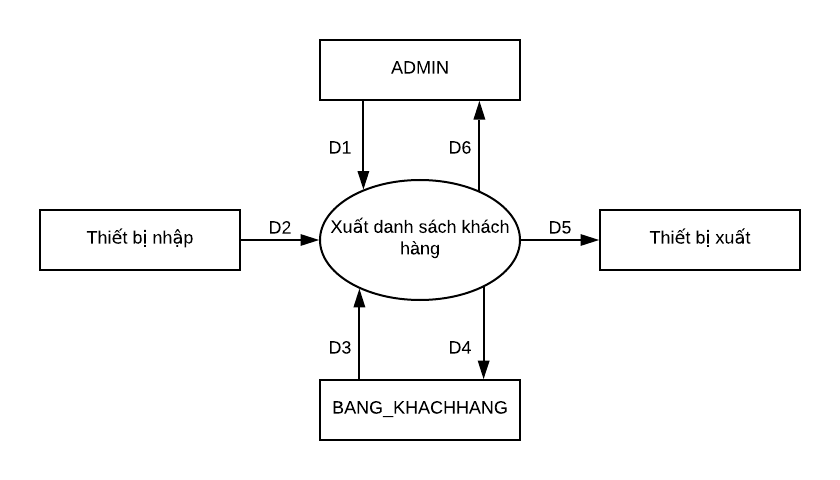 ADMIN
D1
D6
Thiết bị nhập
D2
Xuất danh sách khách
hàng
D5
Thiết bị xuất
D3
D4
BANG_KHACHHANG